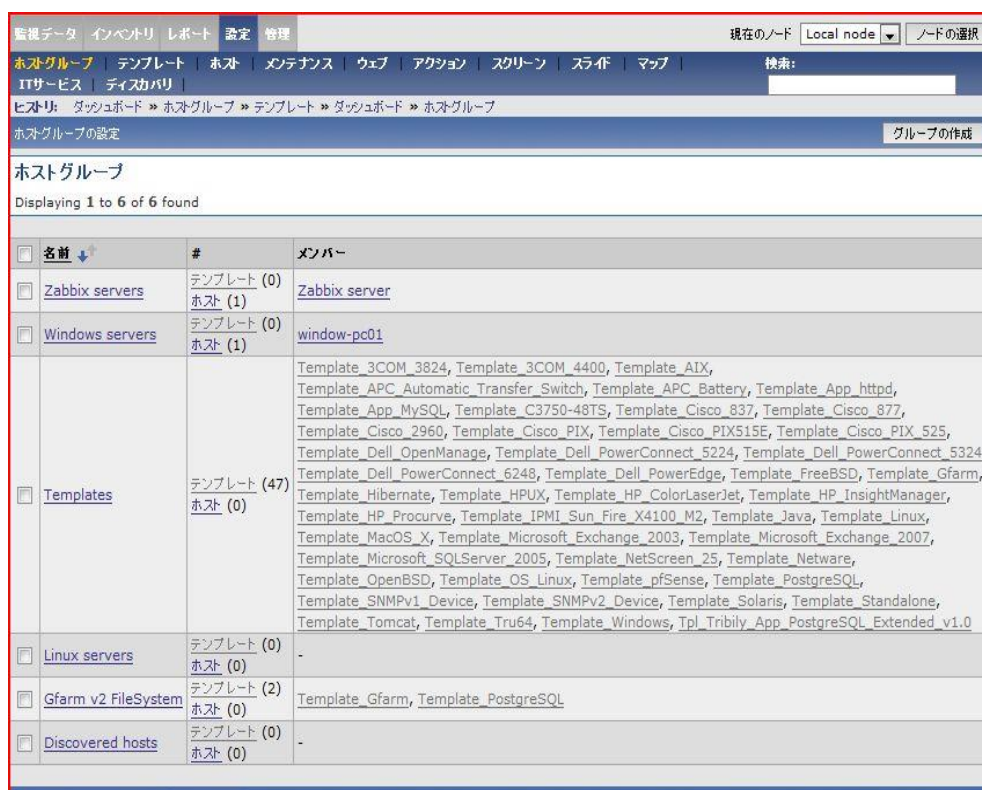 監視データ インベントリ レポート 設定 管理 現在のノード Local node ノードの選択
ホストグループ | テンプレート | ホスト | メンテナンス | ウェブ | アクション | スクリーン | スライド | マップ | 検索:
ITサービス | ディスカバリ |
ヒストリ: ダッシュボード » ホストグループ » テンプレート » ダッシュボード » ホストグループ
ホストグループの設定 グループの作成
ホストグループ
Displaying 1 to 6 of 6 found
名前 # メンバー
Zabbix servers テンプレート (0) ホスト (1) Zabbix server
Windows servers テンプレート (0) ホスト (1) window-pc01
Templates テンプレート (47) ホスト (0)
Template_3COM_3824, Template_3COM_4400, Template_AIX,
Template_APC_Automatic_Transfer_Switch, Template_APC_Battery, Template_App_httpd,
Template_App_MySQL, Template_C3750-48TS, Template_Cisco_837, Template_Cisco_877,
Template_Cisco_2960, Template_Cisco_PIX, Template_Cisco_PIX515E, Template_Cisco_PIX_525,
Template_Dell_OpenManage, Template_Dell_PowerConnect_5224, Template_Dell_PowerConnect_5324
Template_Dell_PowerConnect_6248, Template_Dell_PowerEdge, Template_FreeBSD, Template_Gfarm,
Template_Hibernate, Template_HPUX, Template_HP_ColorLaserJet, Template_HP_InsightManager,
Template_HP_Procurve, Template_IPMI_Sun_Fire_X4100_M2, Template_Java, Template_Linux,
Template_MacOS_X, Template_Microsoft_Exchange_2003, Template_Microsoft_Exchange_2007,
Template_Microsoft_SQLServer_2005, Template_NetScreen_25, Template_Netware,
Template_OpenBSD, Template_OS_Linux, Template_pfSense, Template_PostgreSQL,
Template_SNMPv1_Device, Template_SNMPv2_Device, Template_Solaris, Template_Standalone,
Template_Tomcat, Template_Tru64, Template_Windows, Tpl_Tribily_App_PostgreSQL_Extended_v1.0
Linux servers テンプレート (0) ホスト (0) -
Gfarm v2 FileSystem テンプレート (2) ホスト (0) Template_Gfarm, Template_PostgreSQL
Discovered hosts テンプレート (0) ホスト (0) -